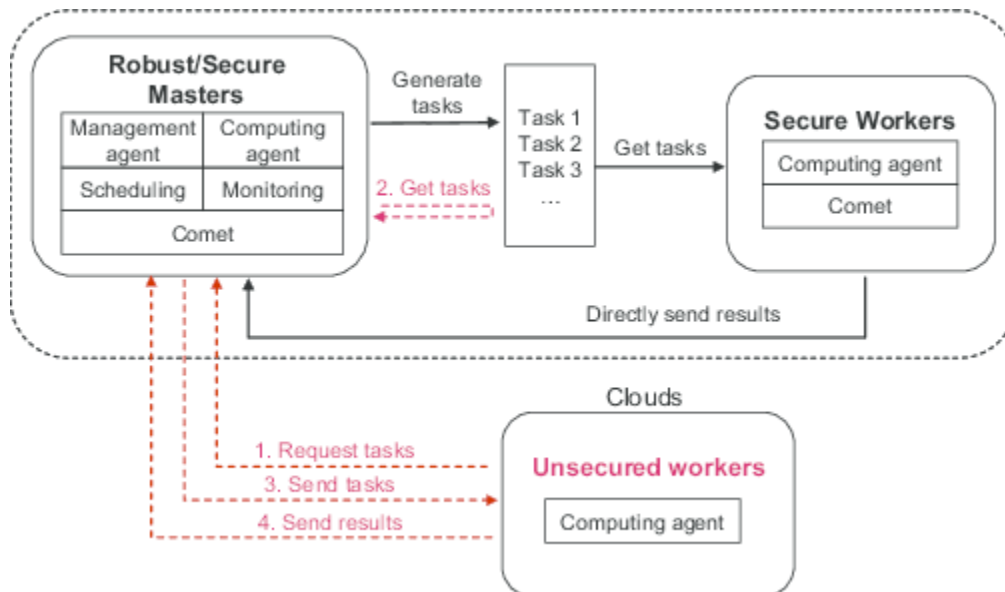 Robust/Secure
Masters
Management
agent
Computing
agent
Scheduling
Monitoring
Comet
Generate
tasks
2. Get tasks
Task 1
Task 2
Task 3
...
Get tasks
Secure Workers
Computing agent
Comet
Directly send results
Clouds
1. Request tasks
3. Send tasks
4. Send results
Unsecured workers
Computing agent